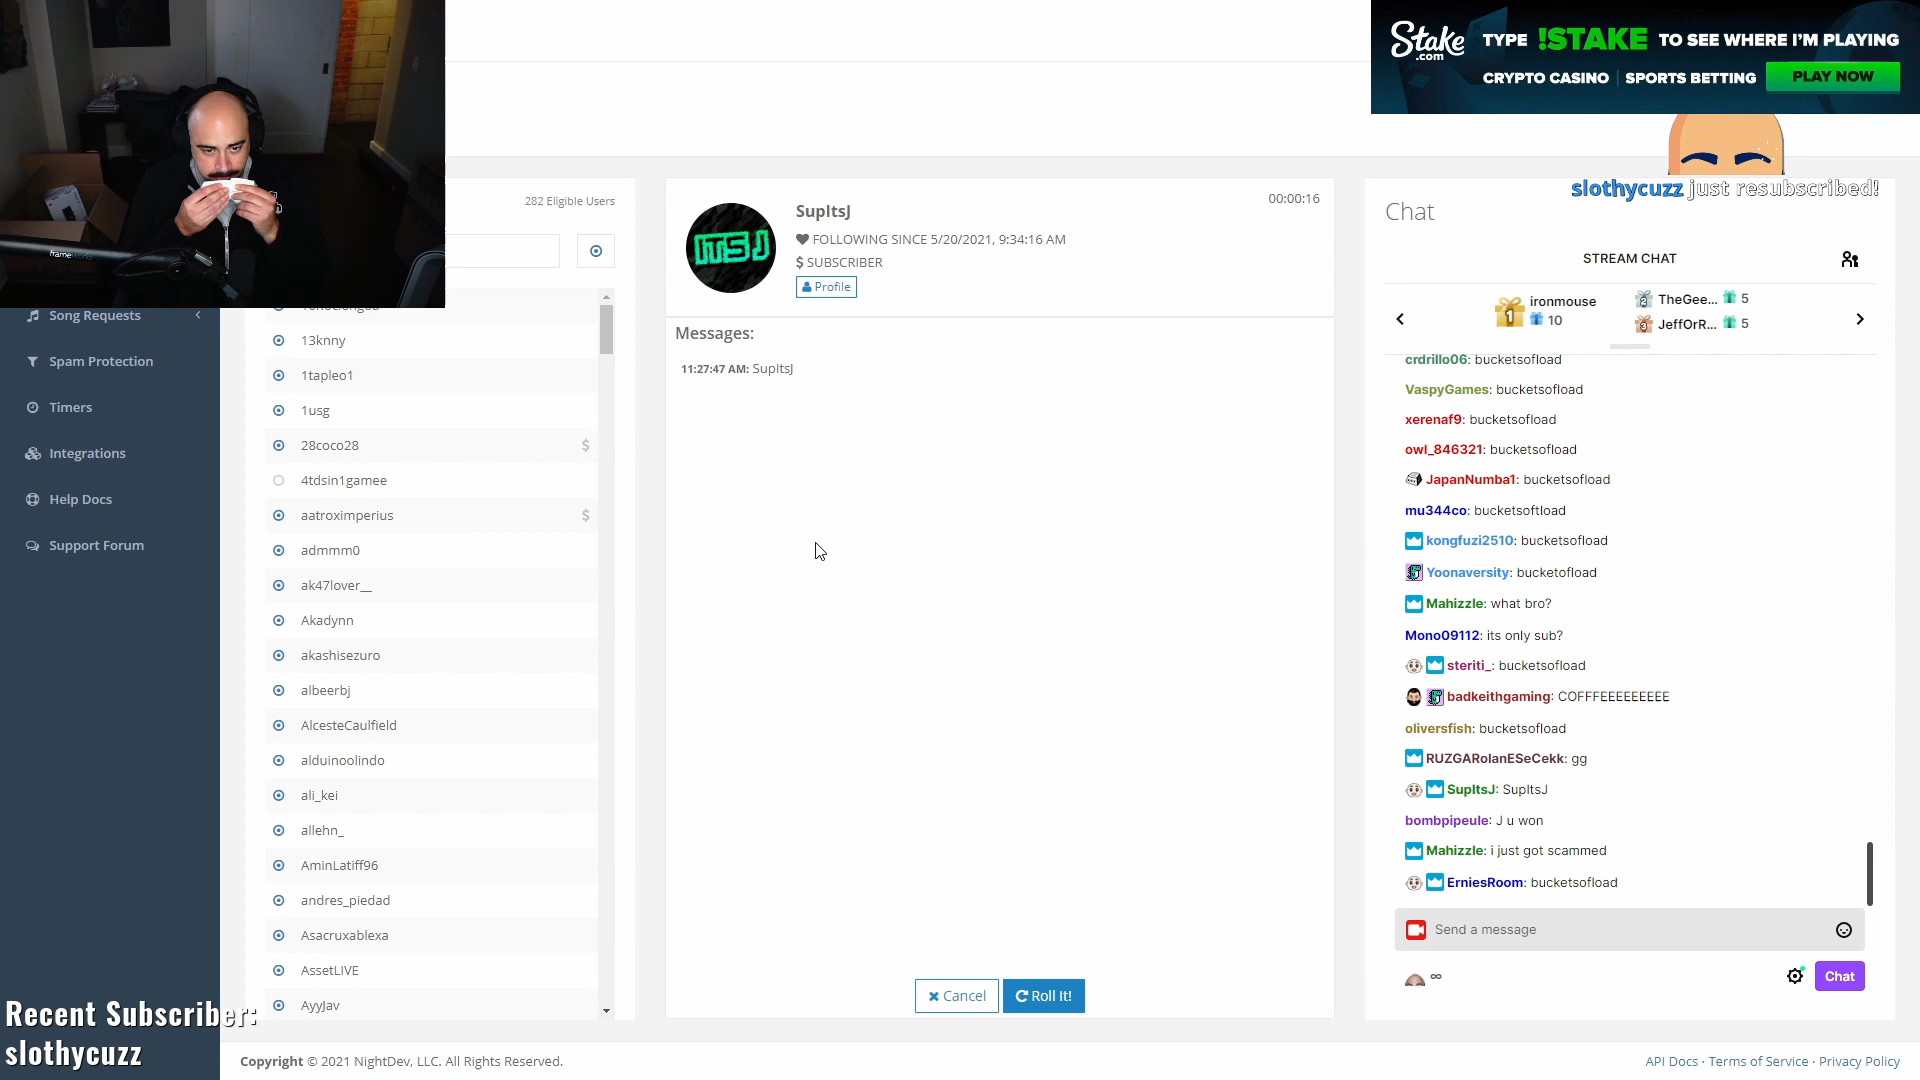 Stake
.com
TYPE !STAKE TO SEE WHERE I'M PLAYING
CRYPTO CASINO | SPORTS BETTING
PLAY NOW
slothycuzz just resubscribed!
frame
Song Requests
Spam Protection
Timers
Integrations
Help Docs
Support Forum
282 Eligible Users
13knny
1tapleo1
1usg
28coco28 $
4tdsin1gamee
aatroximperius $
admmm0
ak47lover__
Akadynn
akashisezuro
albeerbj
AlcesteCaulfield
alduinoolindo
ali_kei
allehn_
AminLatiff96
andres_piedad
Asacruxablexa
AssetLIVE
AyyJav
ITSJ
SupItsJ
00:00:16
FOLLOWING SINCE 5/20/2021, 9:34:16 AM
$ SUBSCRIBER
Profile
Messages:
11:27:47 AM: SupItsJ
Cancel
Roll It!
Chat
STREAM CHAT
1 ironmouse
10
2 TheGee... 5
3 JeffOrR... 5
crdrillo06: bucketsofload
VaspyGames: bucketsofload
xerenaf9: bucketsofload
owl_846321: bucketsofload
JapanNumba1: bucketsofload
mu344co: bucketsoftload
kongfuzi2510: bucketsofload
Yoonaversity: bucketofload
Mahizzle: what bro?
Mono09112: its only sub?
steriti_: bucketsofload
badkeithgaming: COFFFEEEEEEEEE
oliversfish: bucketsofload
RUZGARolanESeCekk: gg
SupItsJ: SupItsJ
bombpipeule: J u won
Mahizzle: i just got scammed
ErniesRoom: bucketsofload
Send a message
∞
Chat
Recent Subscriber:
slothycuzz
Copyright © 2021 NightDev, LLC. All Rights Reserved.
API Docs · Terms of Service · Privacy Policy